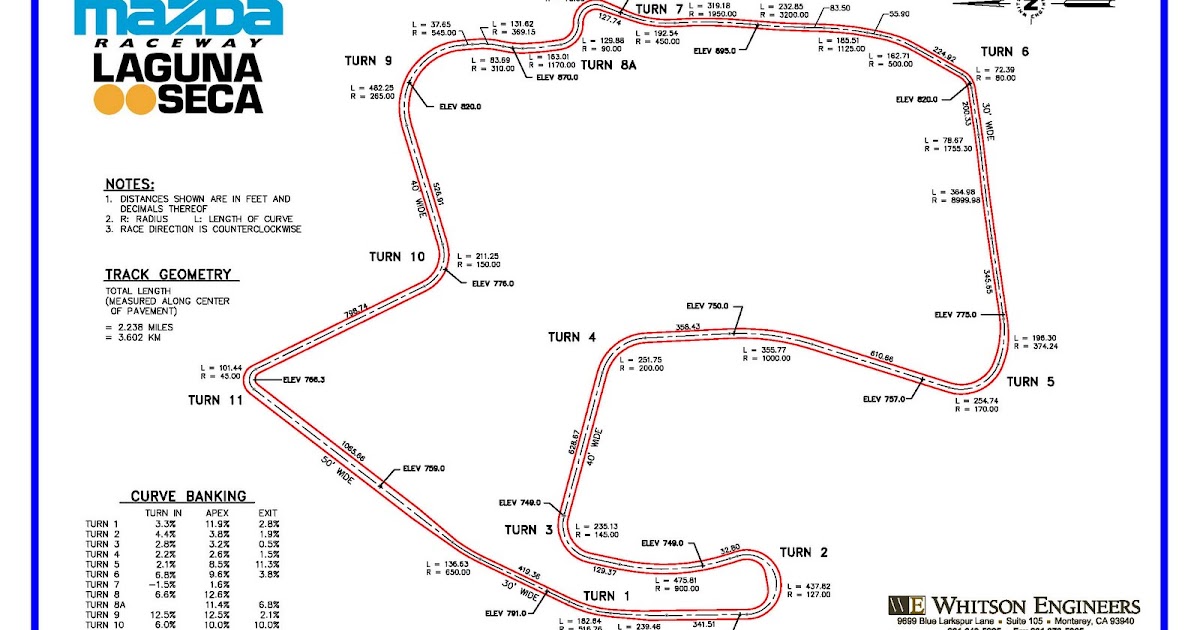 mazda
RACEWAY
LAGUNA
SECA
NOTES:
1. DISTANCES SHOWN ARE IN FEET AND
DECIMALS THEREOF
2. R: RADIUS L: LENGTH OF CURVE
3. RACE DIRECTION IS COUNTERCLOCKWISE
TRACK GEOMETRY
TOTAL LENGTH
(MEASURED ALONG CENTER
OF PAVEMENT)
= 2.238 MILES
= 3.602 KM
CURVE BANKING
TURN IN APEX EXIT
TURN 1 3.3% 11.9% 2.8%
TURN 2 4.4% 3.8% 1.9%
TURN 3 2.8% 3.2% 0.5%
TURN 4 2.2% 2.6% 1.5%
TURN 5 2.1% 8.5% 11.3%
TURN 6 6.8% 9.6% 3.8%
TURN 7 -1.5% 1.6%
TURN 8 6.6% 12.6%
TURN 8A 11.4% 6.8%
TURN 9 12.5% 12.5% 2.1%
TURN 10 6.0% 10.0% 10.0%
127.74
TURN 7
L = 319.18
R = 1950.00
L = 232.85
R = 3200.00
83.50
55.90
L = 37.65
R = 545.00
L = 131.62
R = 369.15
L = 129.86
R = 90.00
L = 192.54
R = 450.00
ELEV 895.0
L = 185.51
R = 1125.00
L = 162.71
R = 500.00
224.92
TURN 6
L = 72.39
R = 80.00
TURN 9
L = 83.69
R = 310.00
L = 163.01
R = 1170.00
TURN 8A
ELEV 870.0
L = 482.25
R = 265.00
ELEV 820.0
ELEV 820.0
200.33
30' WIDE
L = 78.67
R = 1755.30
L = 364.98
R = 8999.98
345.55
526.91
40' WIDE
TURN 10
L = 211.25
R = 150.00
ELEV 776.0
798.74
L = 101.44
R = 45.00
ELEV 766.3
TURN 11
ELEV 750.0
TURN 4
356.43
L = 251.75
R = 200.00
L = 355.77
R = 1000.00
610.66
ELEV 775.0
L = 196.30
R = 374.24
TURN 5
ELEV 757.0
L = 254.74
R = 170.00
1065.66
50' WIDE
ELEV 759.0
628.67
40' WIDE
ELEV 749.0
TURN 3
L = 235.13
R = 145.00
ELEV 749.0
32.80
TURN 2
129.37
L = 475.81
R = 900.00
L = 437.62
R = 127.00
L = 136.63
R = 650.00
419.36
30' WIDE
TURN 1
ELEV 791.0
L = 182.84
L = 239.46
341.51
WE WHITSON ENGINEERS
9699 Blue Larkspur Lane • Suite 105 • Monterey, CA 93940